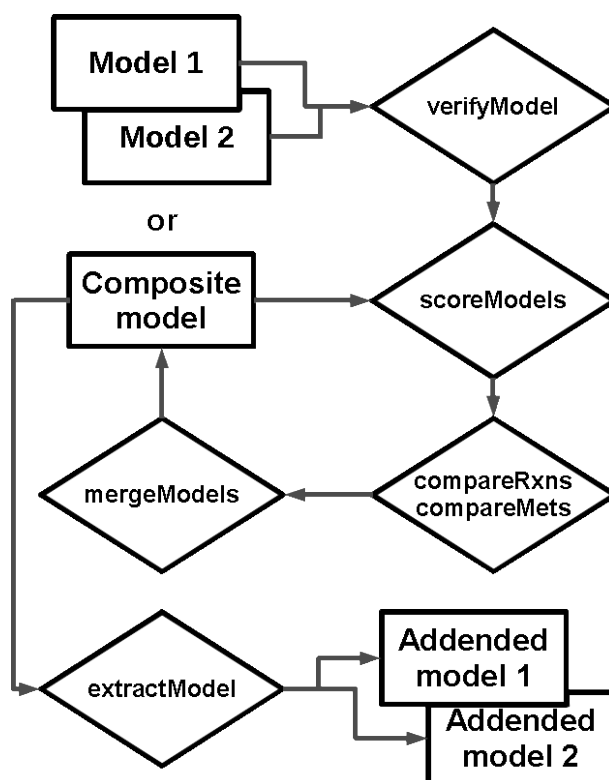 Model 1
Model 2
verifyModel
or
Composite
model
scoreModels
compareRxns
compareMets
mergeModels
extractModel
Addended
model 1
Addended
model 2